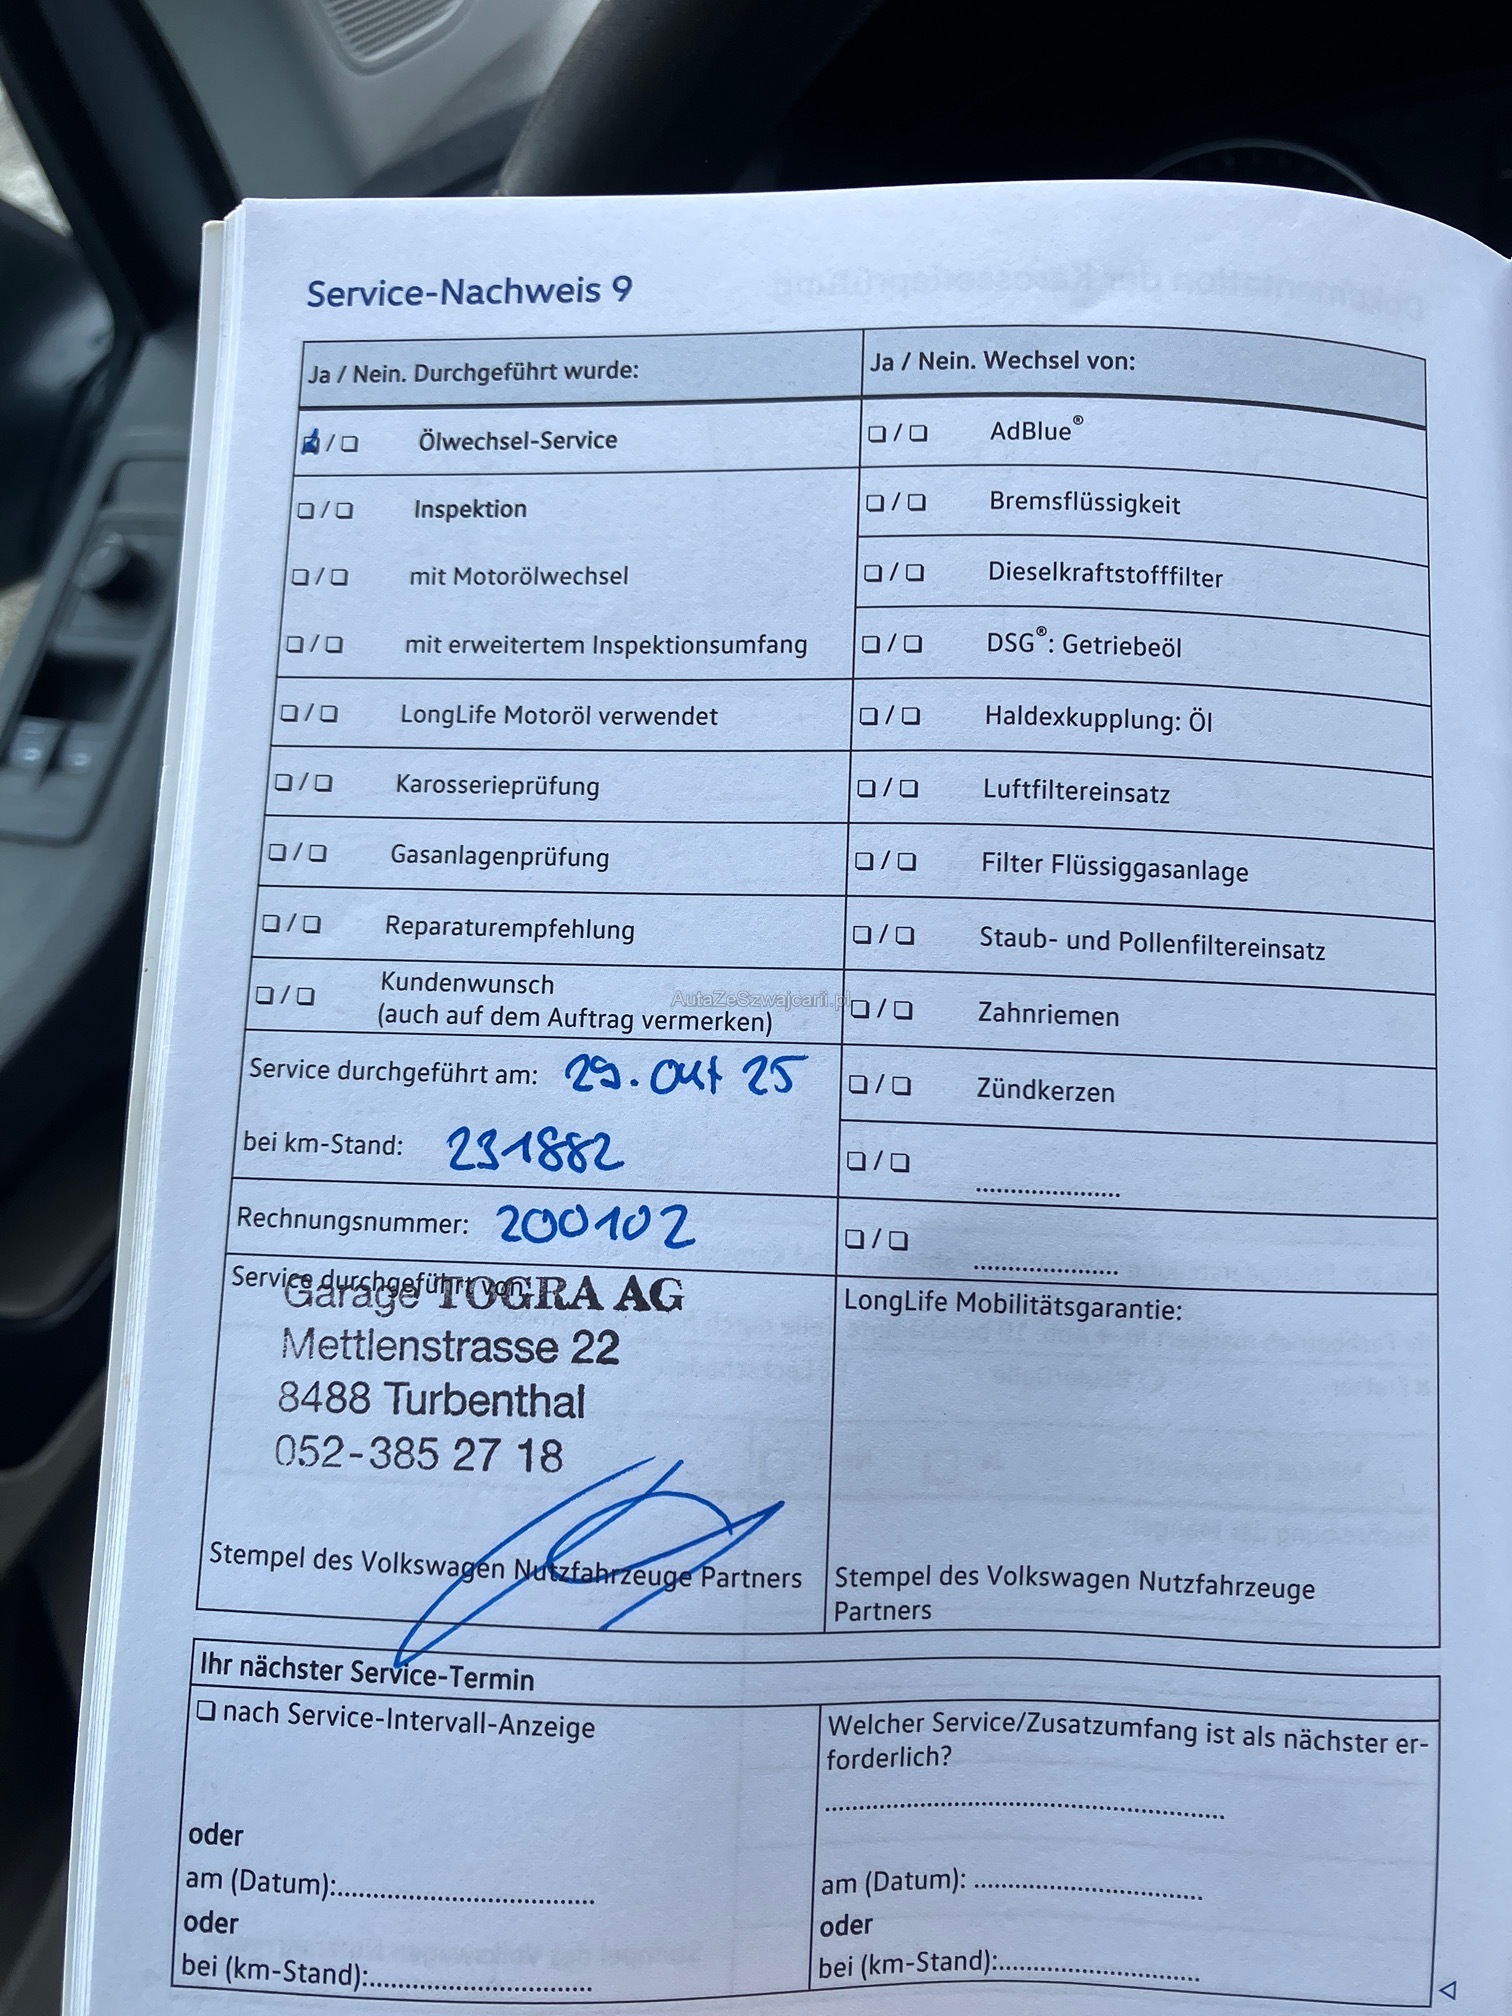 Service-Nachweis 9
Ja / Nein. Durchgeführt wurde:
☑ / ❏ Ölwechsel-Service
❏ / ❏ Inspektion
❏ / ❏ mit Motorölwechsel
❏ / ❏ mit erweitertem Inspektionsumfang
❏ / ❏ LongLife Motoröl verwendet
❏ / ❏ Karosserieprüfung
❏ / ❏ Gasanlagenprüfung
❏ / ❏ Reparaturempfehlung
❏ / ❏ Kundenwunsch
(auch auf dem Auftrag vermerken)
Service durchgeführt am: 29. Okt 25
bei km-Stand: 231882
Rechnungsnummer: 200102
Service durchgeführt von:
Garage TOGRA AG
Mettlenstrasse 22
8488 Turbenthal
052-385 27 18
Stempel des Volkswagen Nutzfahrzeuge Partners
Ja / Nein. Wechsel von:
❏ / ❏ AdBlue®
❏ / ❏ Bremsflüssigkeit
❏ / ❏ Dieselkraftstofffilter
❏ / ❏ DSG®: Getriebeöl
❏ / ❏ Haldexkupplung: Öl
❏ / ❏ Luftfiltereinsatz
❏ / ❏ Filter Flüssiggasanlage
❏ / ❏ Staub- und Pollenfiltereinsatz
❏ / ❏ Zahnriemen
❏ / ❏ Zündkerzen
❏ / ❏ ......................
❏ / ❏ ......................
LongLife Mobilitätsgarantie:
Stempel des Volkswagen Nutzfahrzeuge
Partners
Ihr nächster Service-Termin
❏ nach Service-Intervall-Anzeige
oder
am (Datum):......................................
oder
bei (km-Stand):.................................
Welcher Service/Zusatzumfang ist als nächster er-
forderlich?
............................................................
am (Datum): ..................................
oder
bei (km-Stand):..............................
AutaZeSzwajcarii.pl